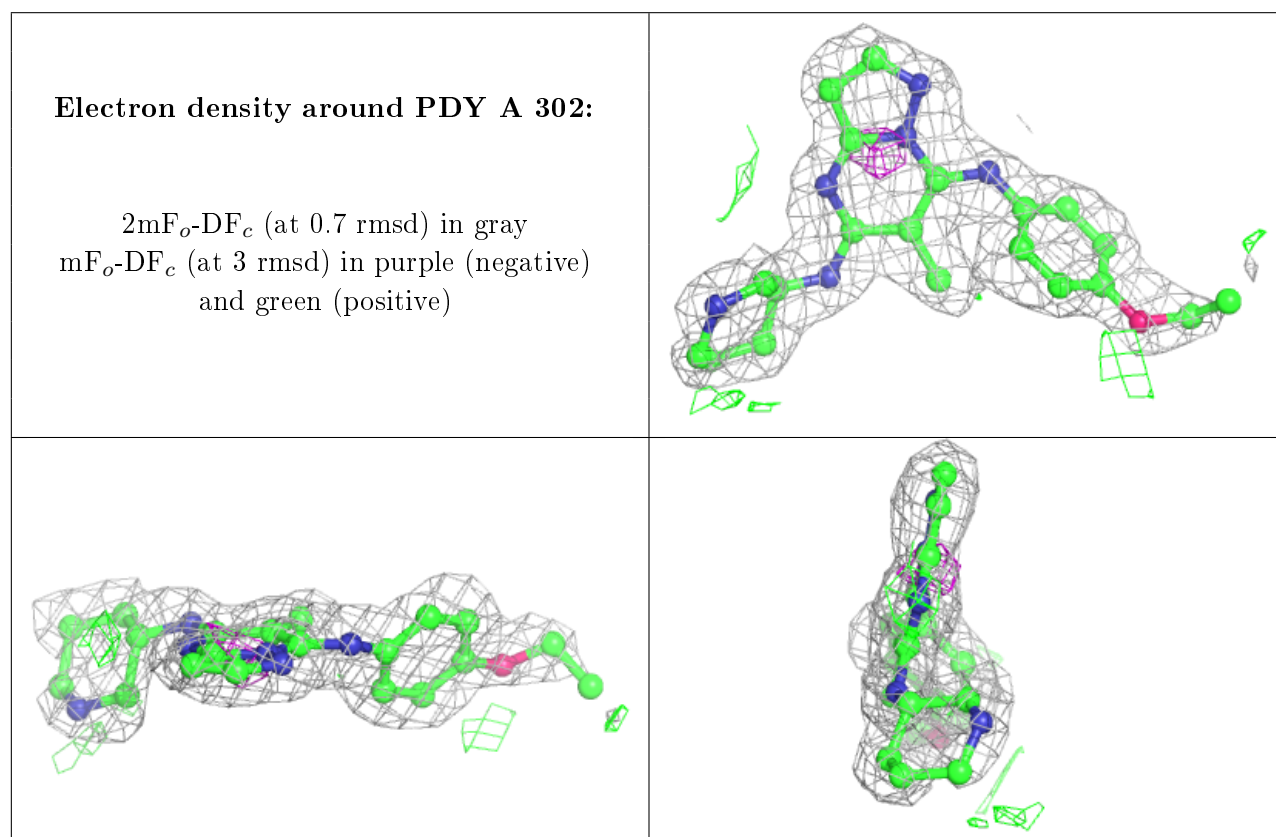 Electron density around PDY A 302:
2mFₒ-DF𝒸 (at 0.7 rmsd) in gray
mFₒ-DF𝒸 (at 3 rmsd) in purple (negative)
and green (positive)